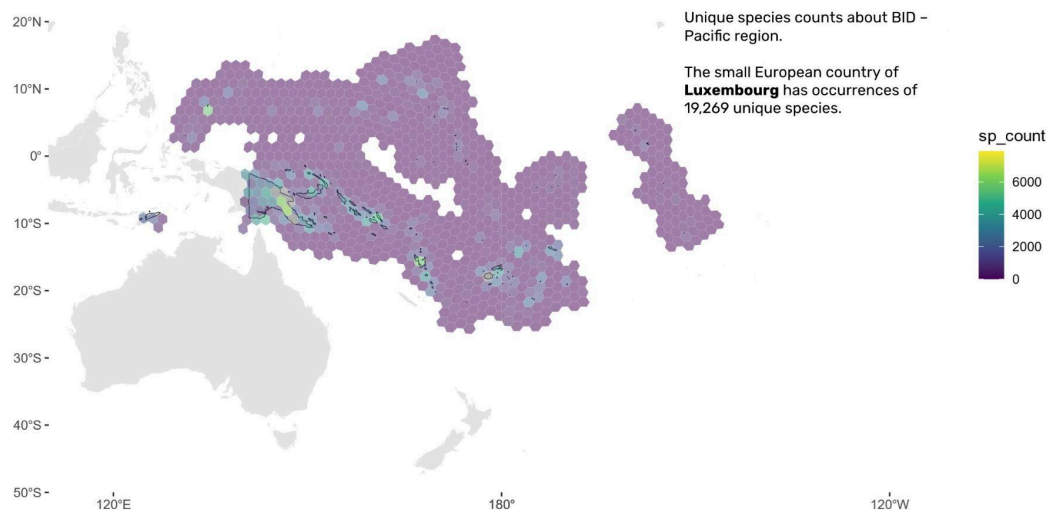 Unique species counts about BID –
Pacific region.
The small European country of
Luxembourg has occurrences of
19,269 unique species.
20°N
10°N
0°
10°S
20°S
30°S
40°S
50°S
120°E
180°
120°W
sp_count
6000
4000
2000
0